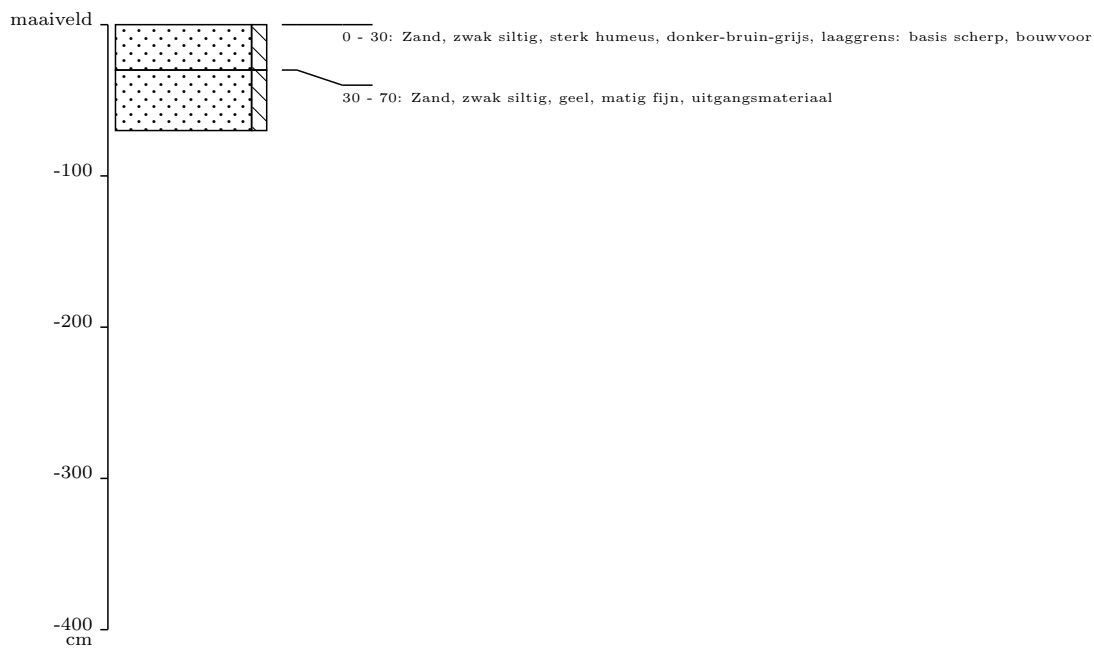 maaiveld
0 - 30: Zand, zwak siltig, sterk humeus, donker-bruin-grijs, laaggrens: basis scherp, bouwvoor
30 - 70: Zand, zwak siltig, geel, matig fijn, uitgangsmateriaal
-100
-200
-300
-400
cm